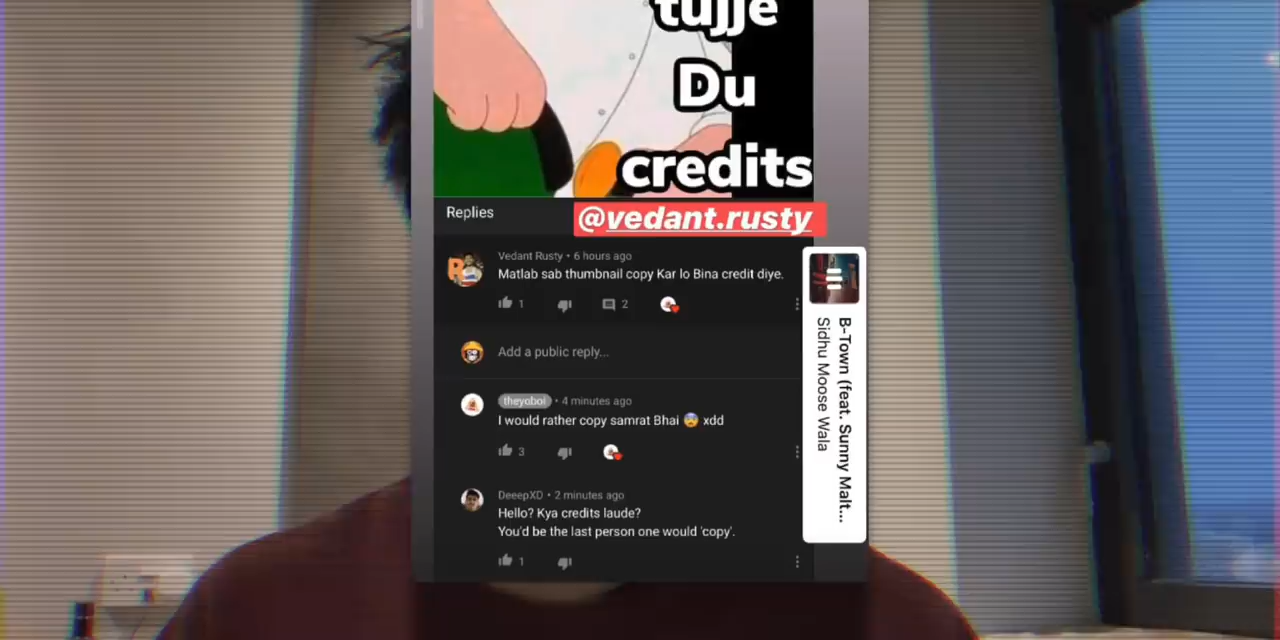 tujje
Du
credits
@vedant.rusty
Replies
Vedant Rusty • 6 hours ago
Matlab sab thumbnail copy Kar lo Bina credit diye.
1
2
Add a public reply...
theyoboi • 4 minutes ago
I would rather copy samrat Bhai 😨 xdd
3
DeeepXD • 2 minutes ago
Hello? Kya credits laude?
You'd be the last person one would 'copy'.
1
B-Town (feat. Sunny Malt...
Sidhu Moose Wala